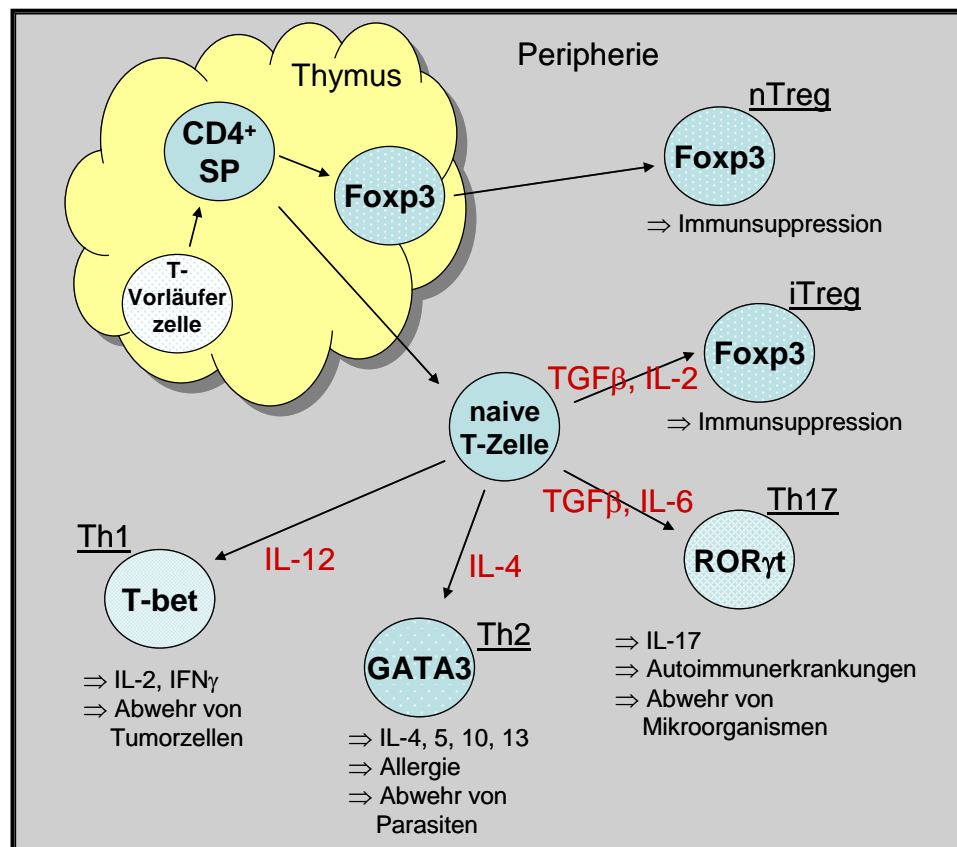 Peripherie
Thymus
nTreg
CD4+
SP
Foxp3
Foxp3
⇒ Immunsuppression
T-
Vorläufer
zelle
iTreg
Foxp3
TGFβ, IL-2
⇒ Immunsuppression
naive
T-Zelle
TGFβ, IL-6
Th17
RORγt
Th1
IL-12
IL-4
T-bet
Th2
GATA3
⇒ IL-17
⇒ Autoimmunerkrankungen
⇒ Abwehr von
Mikroorganismen
⇒ IL-2, IFNγ
⇒ Abwehr von
Tumorzellen
⇒ IL-4, 5, 10, 13
⇒ Allergie
⇒ Abwehr von
Parasiten